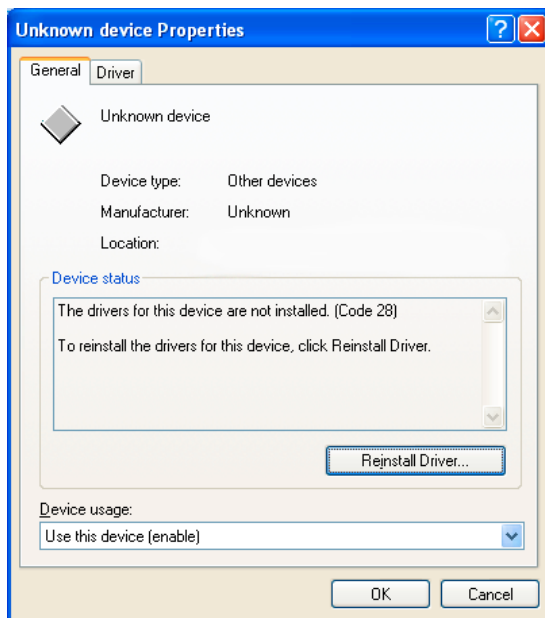 Unknown device Properties
General Driver
Unknown device
Device type: Other devices
Manufacturer: Unknown
Location:
Device status
The drivers for this device are not installed. (Code 28)
To reinstall the drivers for this device, click Reinstall Driver.
Reinstall Driver...
Device usage:
Use this device (enable)
OK Cancel